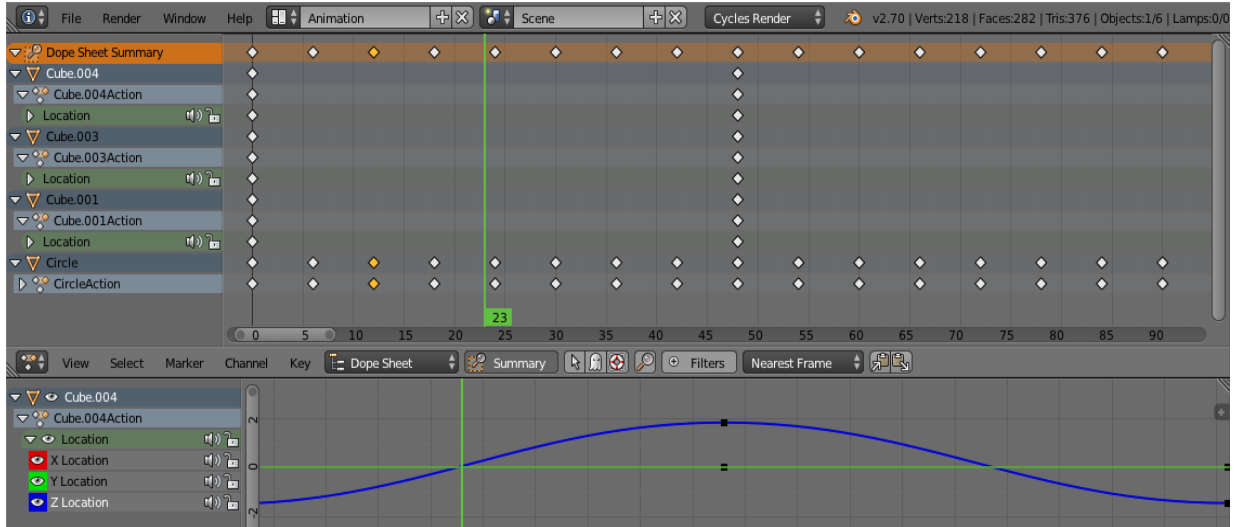 File Render Window Help Animation Scene Cycles Render v2.70 | Verts:218 | Faces:282 | Tris:376 | Objects:1/6 | Lamps:0/0
Dope Sheet Summary
Cube.004
Cube.004Action
Location
Cube.003
Cube.003Action
Location
Cube.001
Cube.001Action
Location
Circle
CircleAction
23
0 5 10 15 20 25 30 35 40 45 50 55 60 65 70 75 80 85 90
View Select Marker Channel Key Dope Sheet Summary Filters Nearest Frame
Cube.004
Cube.004Action
2
Location
X Location
0
Y Location
Z Location
-2